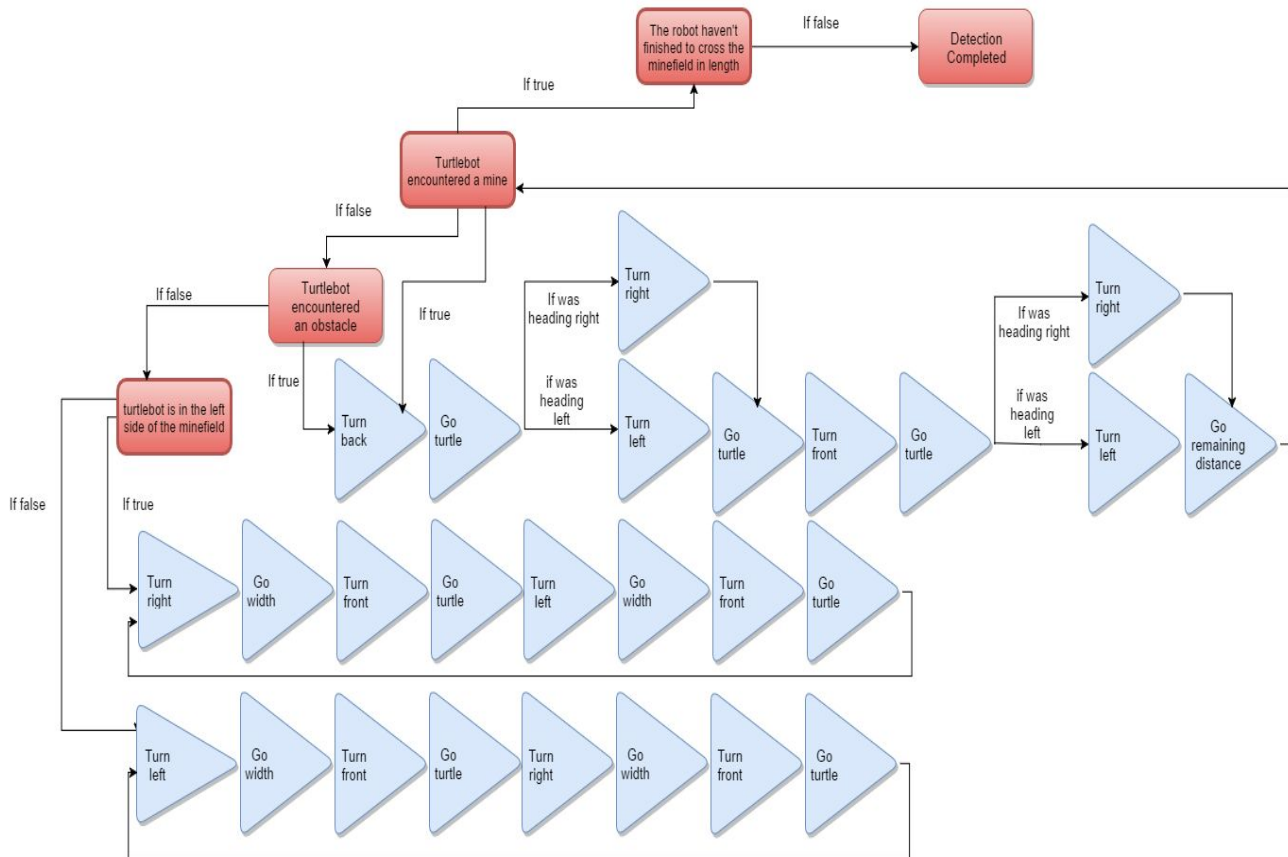 The robot haven't
finished to cross the
minefield in length
If false
Detection
Completed
If true
Turtlebot
encountered a mine
If false
Turtlebot
encountered
an obstacle
If false
If true
If true
turtlebot is in the left
side of the minefield
If false
If true
Turn
back
Go
turtle
If was
heading right
if was
heading
left
Turn
right
Turn
left
Go
turtle
Turn
front
Go
turtle
If was
heading right
if was
heading
left
Turn
right
Turn
left
Go
remaining
distance
Turn
right
Go
width
Turn
front
Go
turtle
Turn
left
Go
width
Turn
front
Go
turtle
Turn
left
Go
width
Turn
front
Go
turtle
Turn
right
Go
width
Turn
front
Go
turtle